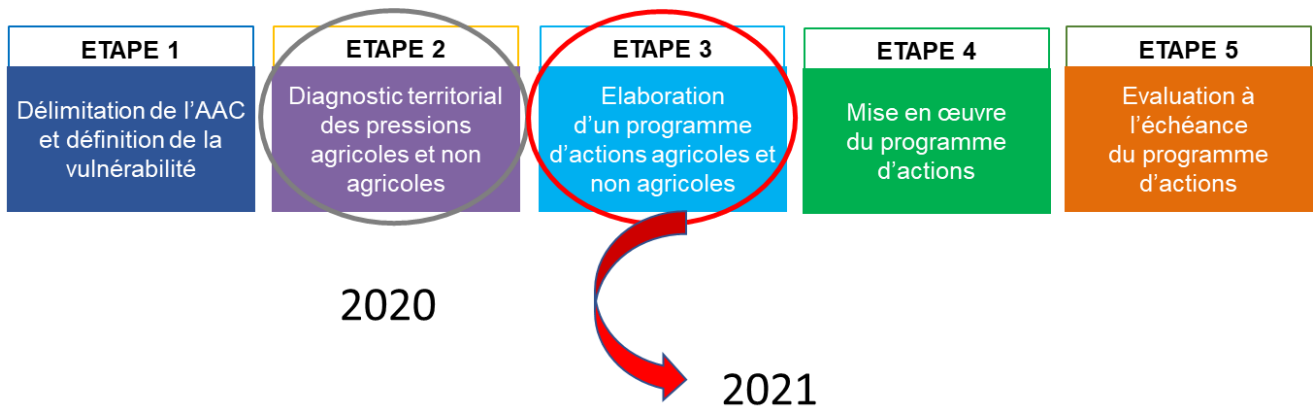 ETAPE 1
Délimitation de l'AAC
et définition de la
vulnérabilité
ETAPE 2
Diagnostic territorial
des pressions
agricoles et non
agricoles
ETAPE 3
Elaboration
d'un programme
d'actions agricoles et
non agricoles
ETAPE 4
Mise en œuvre
du programme
d'actions
ETAPE 5
Evaluation à
l'échéance
du programme
d'actions
2020
2021